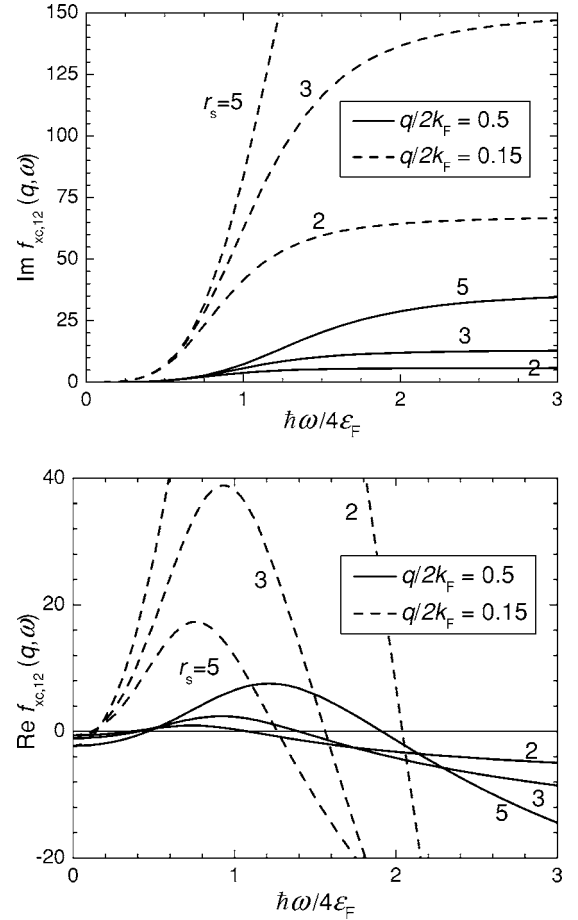 150
125
100
75
50
25
0
Im f_xc,12 (q,ω)
r_s=5
3
2
5
3
2
q/2k_F = 0.5
q/2k_F = 0.15
0 1 2 3
ħω/4ε_F
40
20
0
-20
Re f_xc,12 (q,ω)
2
3
r_s=5
q/2k_F = 0.5
q/2k_F = 0.15
2
3
5
0 1 2 3
ħω/4ε_F